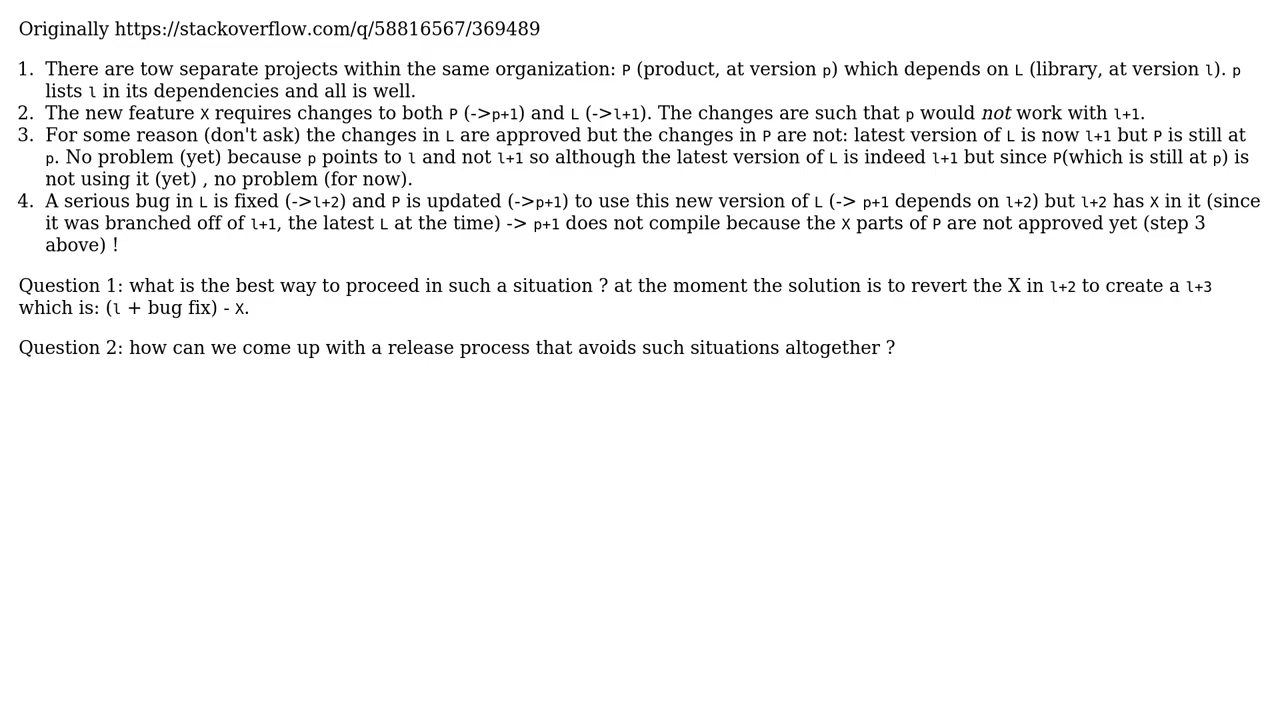 Originally https://stackoverflow.com/q/58816567/369489
1. There are tow separate projects within the same organization: P (product, at version p) which depends on L (library, at version l). p
lists l in its dependencies and all is well.
2. The new feature X requires changes to both P (->p+1) and L (->l+1). The changes are such that p would not work with l+1.
3. For some reason (don't ask) the changes in L are approved but the changes in P are not: latest version of L is now l+1 but P is still at
p. No problem (yet) because p points to l and not l+1 so although the latest version of L is indeed l+1 but since P(which is still at p) is
not using it (yet) , no problem (for now).
4. A serious bug in L is fixed (->l+2) and P is updated (->p+1) to use this new version of L (-> p+1 depends on l+2) but l+2 has X in it (since
it was branched off of l+1, the latest L at the time) -> p+1 does not compile because the X parts of P are not approved yet (step 3
above) !
Question 1: what is the best way to proceed in such a situation ? at the moment the solution is to revert the X in l+2 to create a l+3
which is: (l + bug fix) - X.
Question 2: how can we come up with a release process that avoids such situations altogether ?